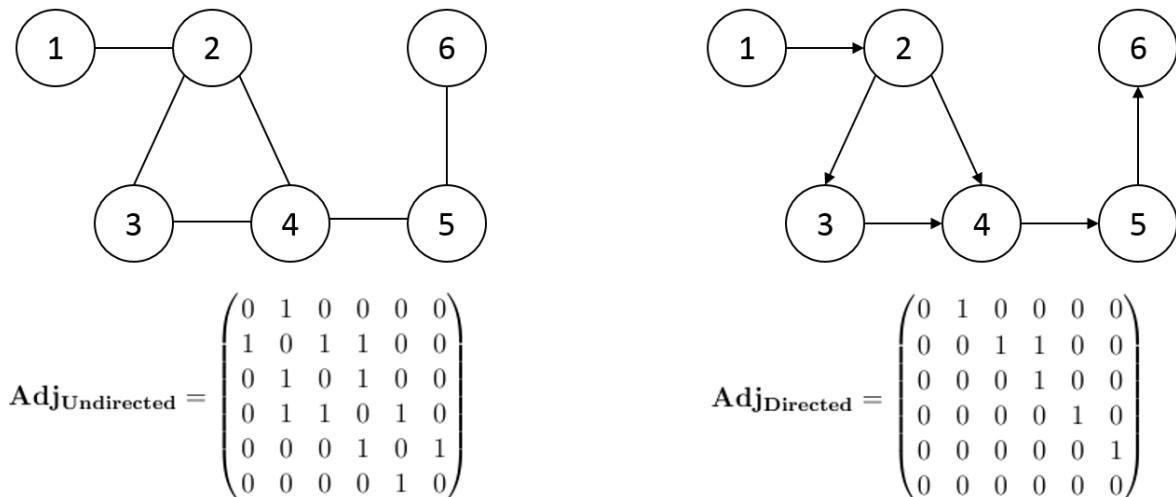 1 2 6
3 4 5
1 2 6
3 4 5
Adj_Undirected =
0 1 0 0 0 0
1 0 1 1 0 0
0 1 0 1 0 0
0 1 1 0 1 0
0 0 0 1 0 1
0 0 0 0 1 0
Adj_Directed =
0 1 0 0 0 0
0 0 1 1 0 0
0 0 0 1 0 0
0 0 0 0 1 0
0 0 0 0 0 1
0 0 0 0 0 0